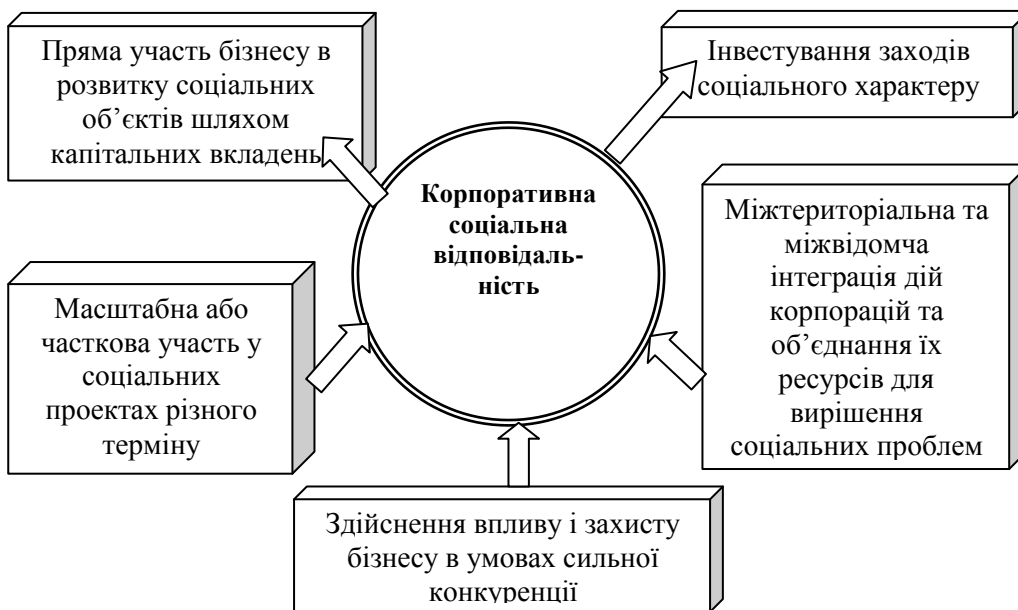 Пряма участь бізнесу в
розвитку соціальних
об’єктів шляхом
капітальних вкладень
Інвестування заходів
соціального характеру
Корпоративна
соціальна
відповідаль-
ність
Масштабна або
часткова участь у
соціальних
проектах різного
терміну
Міжтериторіальна та
міжвідомча
інтеграція дій
корпорацій та
об’єднання їх
ресурсів для
вирішення
соціальних проблем
Здійснення впливу і захисту
бізнесу в умовах сильної
конкуренції